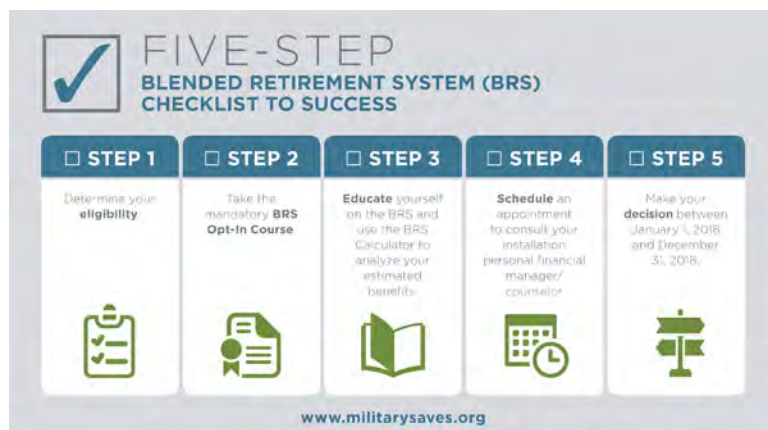 FIVE-STEP
BLENDED RETIREMENT SYSTEM (BRS)
CHECKLIST TO SUCCESS
STEP 1
Determine your
eligibility
STEP 2
Take the
mandatory BRS
Opt-In Course
STEP 3
Educate yourself
on the BRS and
use the BRS
Calculator to
analyze your
estimated
benefits
STEP 4
Schedule an
appointment
to consult your
installation
personal financial
manager/
counselor
STEP 5
Make your
decision between
January 1, 2018
and December
31, 2018.
www.militarysaves.org